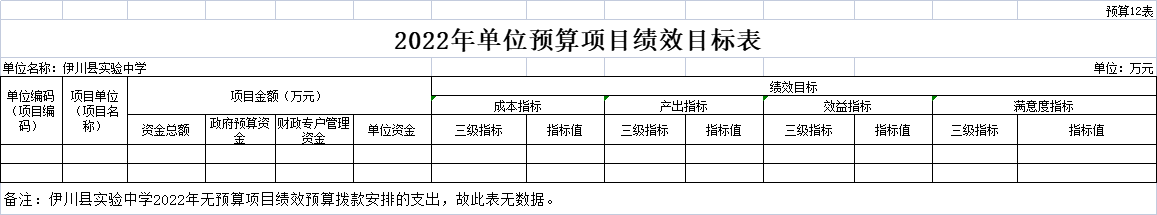 预算12表
2022年单位预算项目绩效目标表
单位名称：伊川县实验中学 单位：万元
单位编码（项目编码） 项目单位（项目名称） 项目金额（万元） 绩效目标
成本指标 产出指标 效益指标 满意度指标
资金总额 政府预算资金 财政专户管理资金 单位资金 三级指标 指标值 三级指标 指标值 三级指标 指标值 三级指标 指标值
备注：伊川县实验中学2022年无预算项目绩效预算拨款安排的支出，故此表无数据。